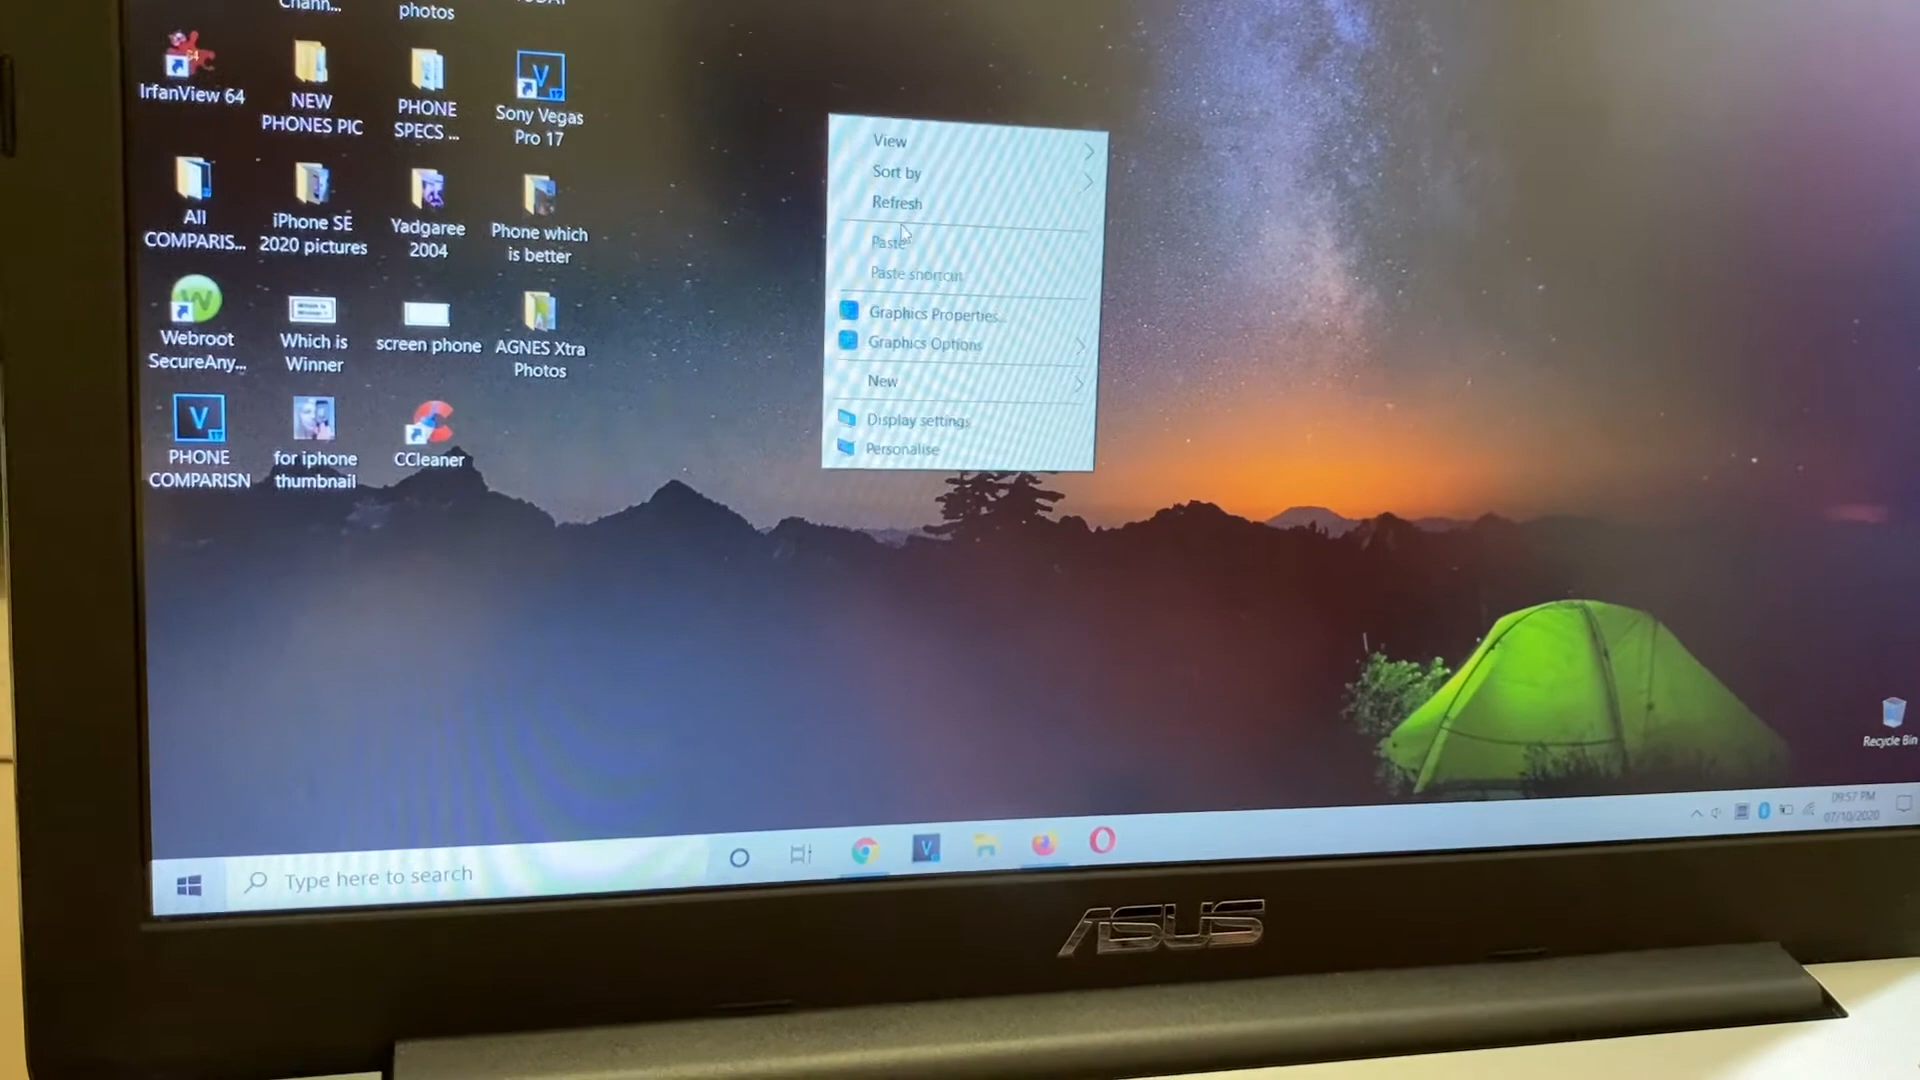 Chann...
photos
IrfanView 64
NEW
PHONES PIC
PHONE
SPECS ...
Sony Vegas
Pro 17
All
COMPARIS...
iPhone SE
2020 pictures
Yadgaree
2004
Phone which
is better
Webroot
SecureAny...
Which is
Winner
screen phone
AGNES Xtra
Photos
PHONE
COMPARISN
for iphone
thumbnail
CCleaner
View
Sort by
Refresh
Paste
Paste shortcut
Graphics Properties...
Graphics Options
New
Display settings
Personalise
Recycle Bin
Type here to search
09:57 PM
07/10/2020
ASUS